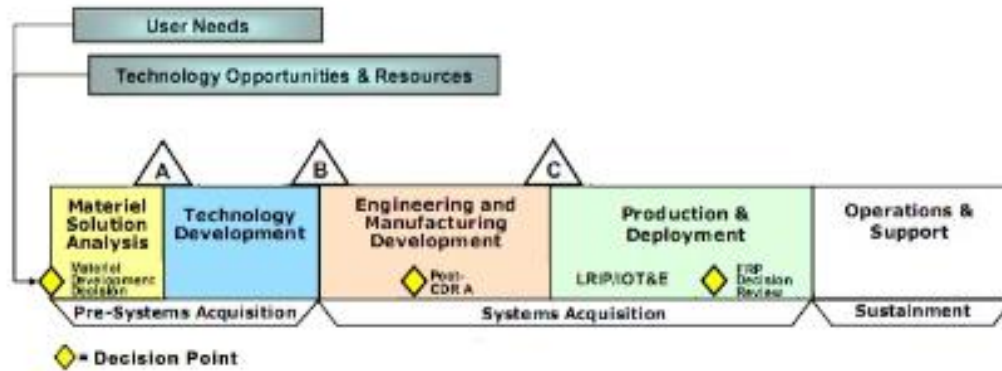 User Needs
Technology Opportunities & Resources
A
B
C
Materiel
Solution
Analysis
Materiel
Development
Decision
Technology
Development
Engineering and
Manufacturing
Development
Post-
CDR A
Production &
Deployment
LRIP/IOT&E
FRP
Decision
Review
Operations &
Support
Pre-Systems Acquisition
Systems Acquisition
Sustainment
= Decision Point